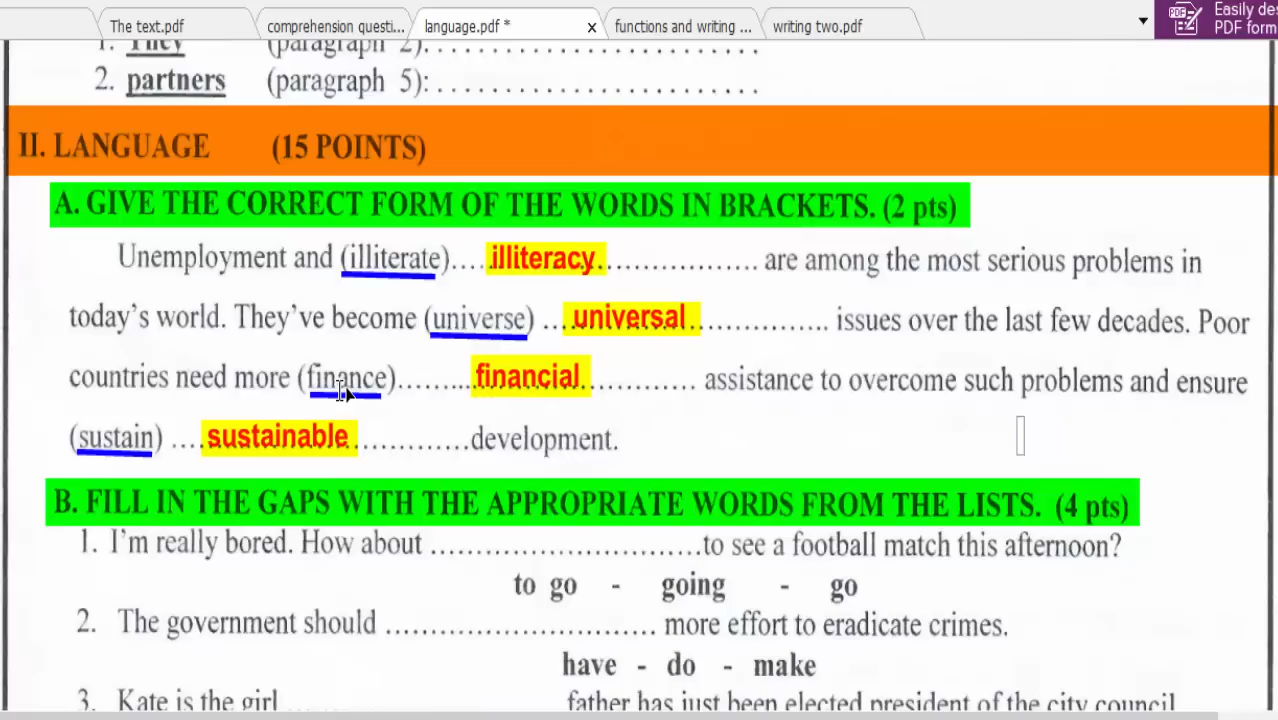 The text.pdf comprehension questi... language.pdf * x functions and writing ... writing two.pdf
PDF Easily de
PDF form
1. They (paragraph 2):..............................
2. partners (paragraph 5):..............................
II. LANGUAGE (15 POINTS)
A. GIVE THE CORRECT FORM OF THE WORDS IN BRACKETS. (2 pts)
Unemployment and (illiterate).... illiteracy .................. are among the most serious problems in
today's world. They've become (universe) ... universal ................ issues over the last few decades. Poor
countries need more (finance)......... financial ............. assistance to overcome such problems and ensure
(sustain) .... sustainable ...............development.
B. FILL IN THE GAPS WITH THE APPROPRIATE WORDS FROM THE LISTS. (4 pts)
1. I'm really bored. How about ..............................to see a football match this afternoon?
to go - going - go
2. The government should .............................. more effort to eradicate crimes.
have - do - make
3. Kate is the girl ...... father has just been elected president of the city council